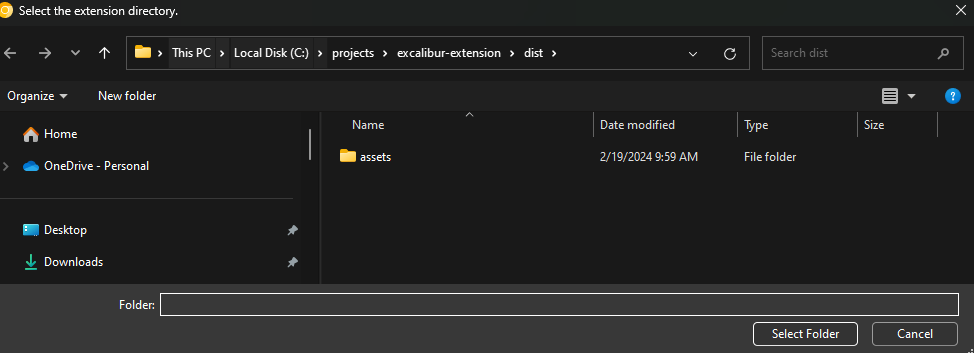 Select the extension directory.
This PC > Local Disk (C:) > projects > excalibur-extension > dist >
Search dist
Organize
New folder
Name
Date modified
Type
Size
Home
OneDrive - Personal
assets
2/19/2024 9:59 AM
File folder
Desktop
Downloads
Folder:
Select Folder
Cancel